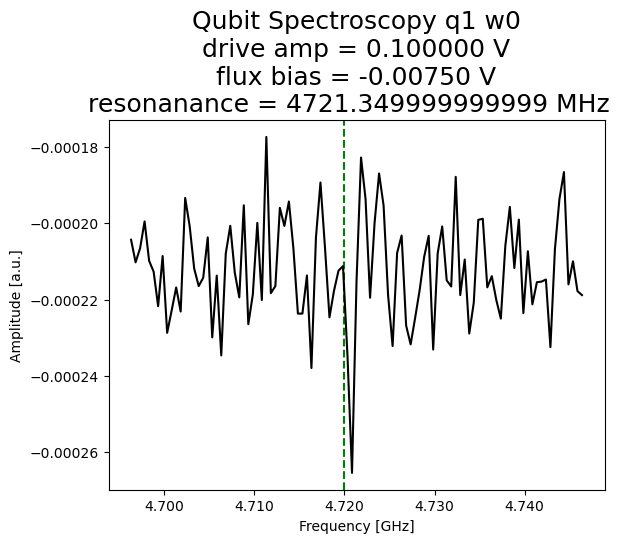 Qubit Spectroscopy q1 w0
drive amp = 0.100000 V
flux bias = -0.00750 V
resonanance = 4721.349999999999 MHz
−0.00018
−0.00020
−0.00022
−0.00024
−0.00026
Amplitude [a.u.]
4.700 4.710 4.720 4.730 4.740
Frequency [GHz]